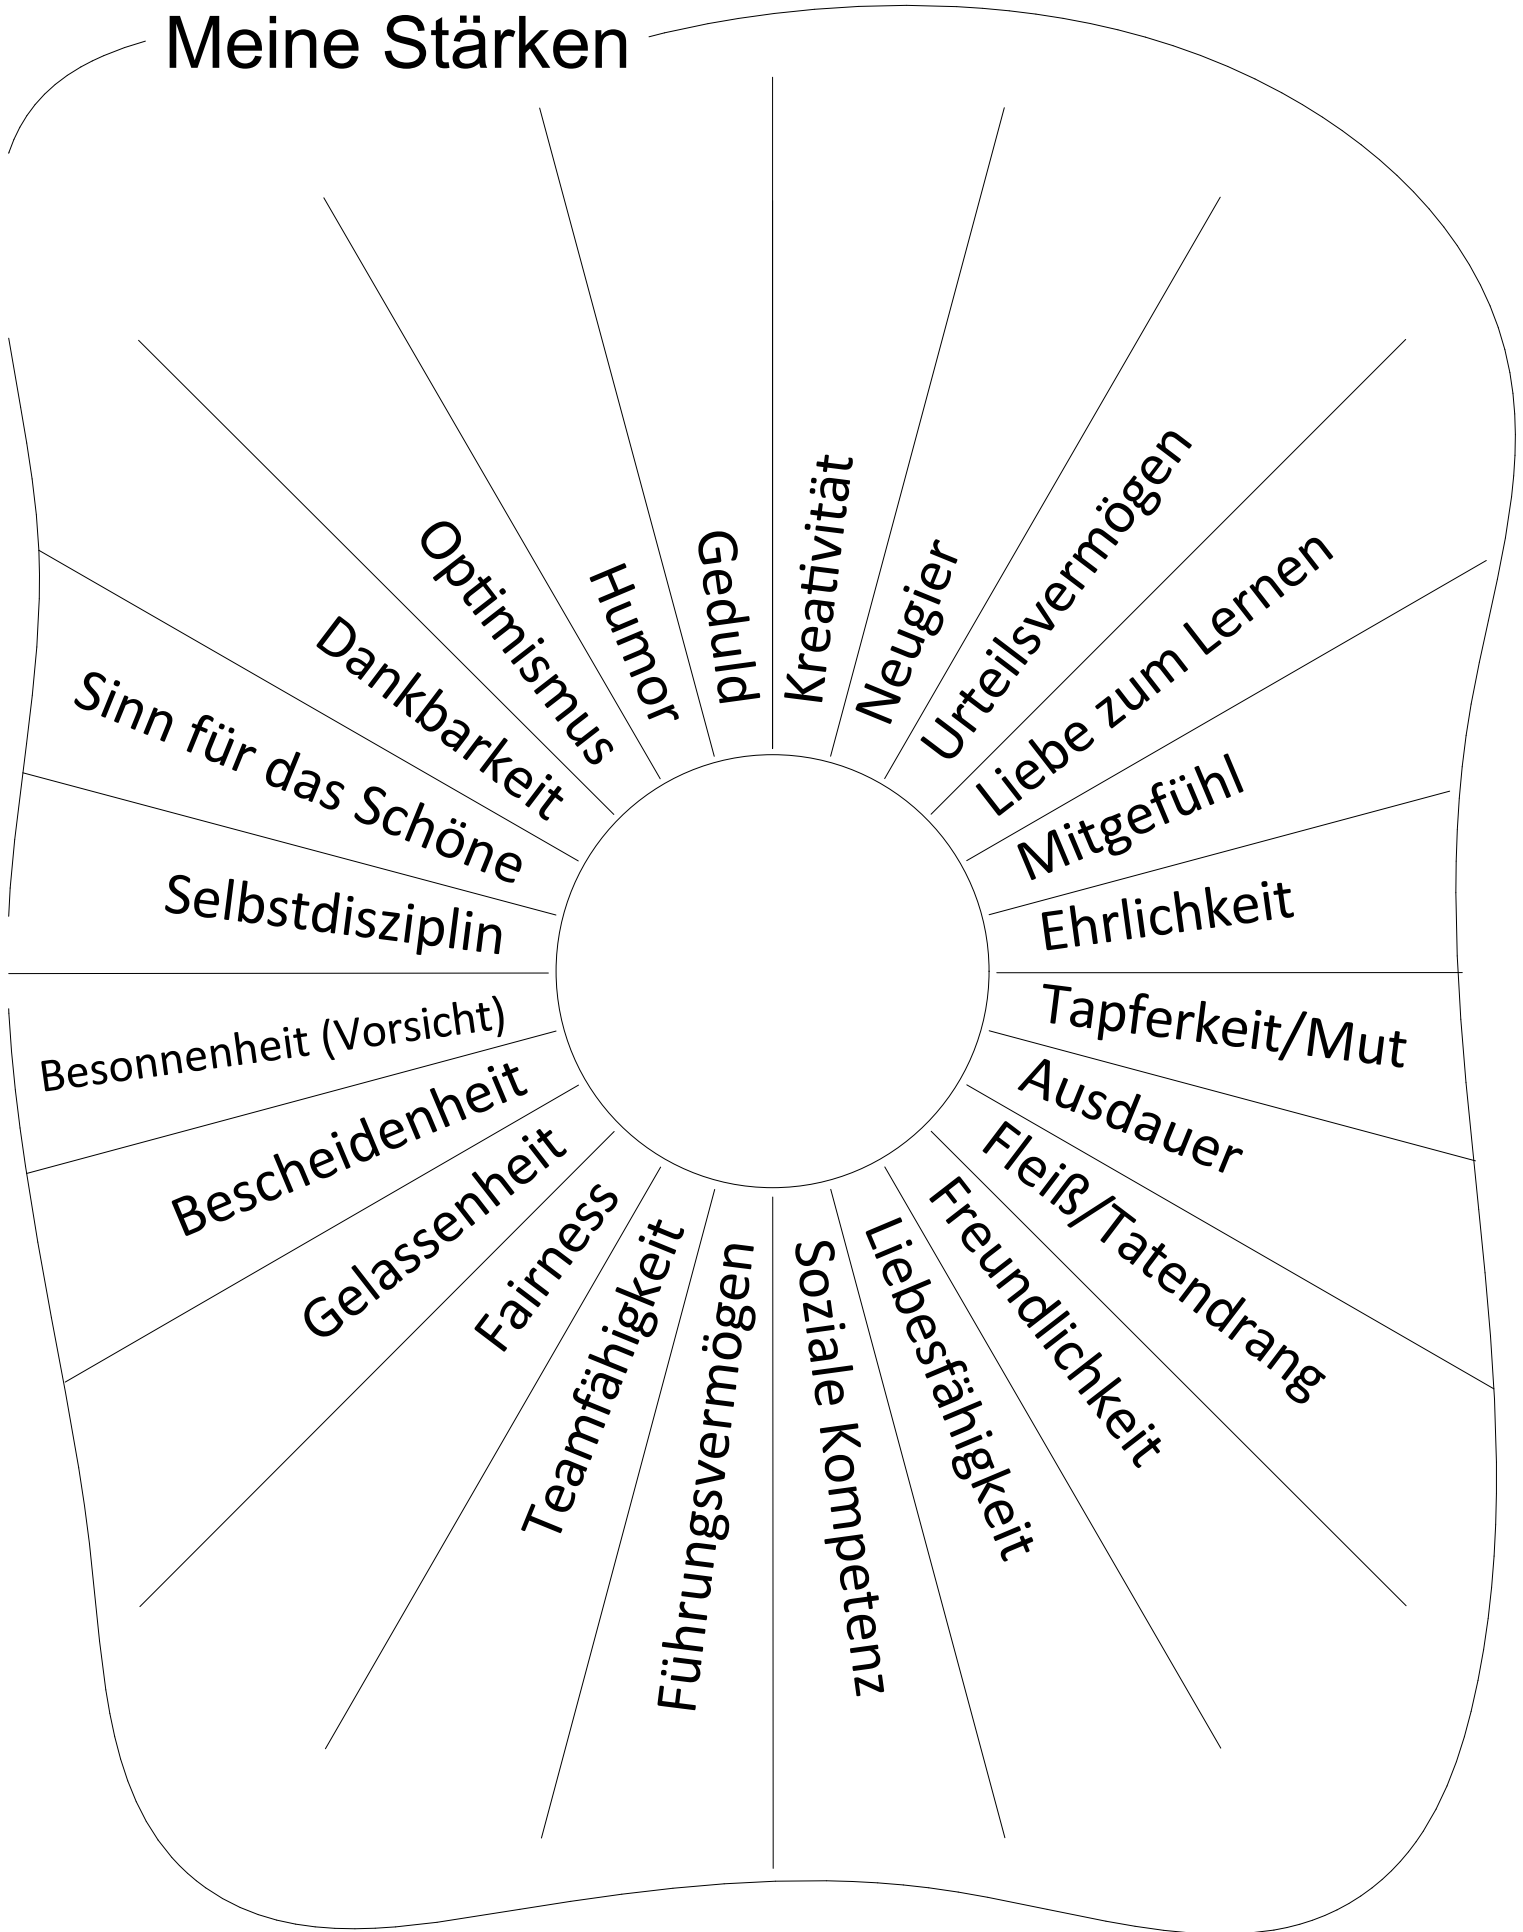 Meine Stärken
Kreativität
Neugier
Urteilsvermögen
Liebe zum Lernen
Mitgefühl
Ehrlichkeit
Tapferkeit/Mut
Ausdauer
Fleiß/Tatendrang
Freundlichkeit
Liebesfähigkeit
Soziale Kompetenz
Führungsvermögen
Teamfähigkeit
Fairness
Gelassenheit
Bescheidenheit
Besonnenheit (Vorsicht)
Selbstdisziplin
Sinn für das Schöne
Dankbarkeit
Optimismus
Humor
Geduld